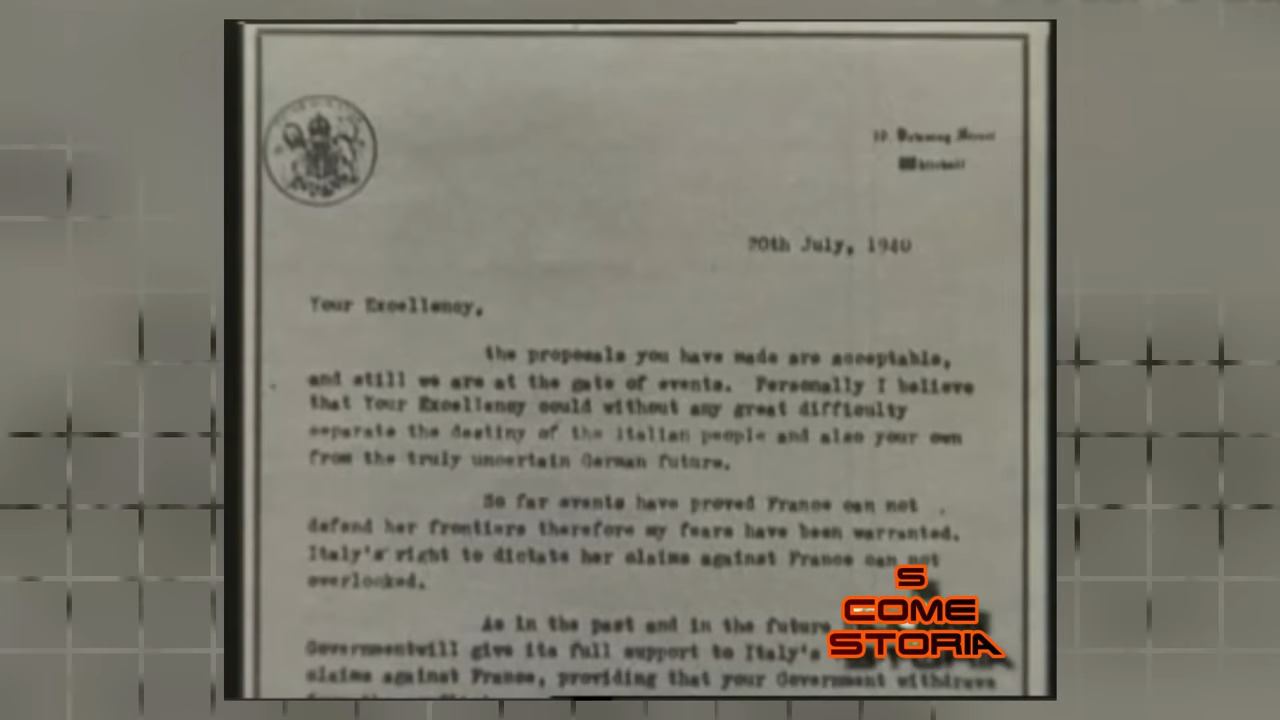 10, Downing Street
Whitehall
20th July, 1940
Your Excellency,
the proposals you have made are acceptable,
and still we are at the gate of events. Personally I believe
that Your Excellency could without any great difficulty
separate the destiny of the Italian people and also your own
from the truly uncertain German future.
So far events have proved France can not
defend her frontiers therefore my fears have been warranted.
Italy's right to dictate her claims against France can not
overlooked.
As in the past and in the future
Governmentwill give its full support to Italy's
claims against France, providing that your Government withdraws
S
COME
STORIA